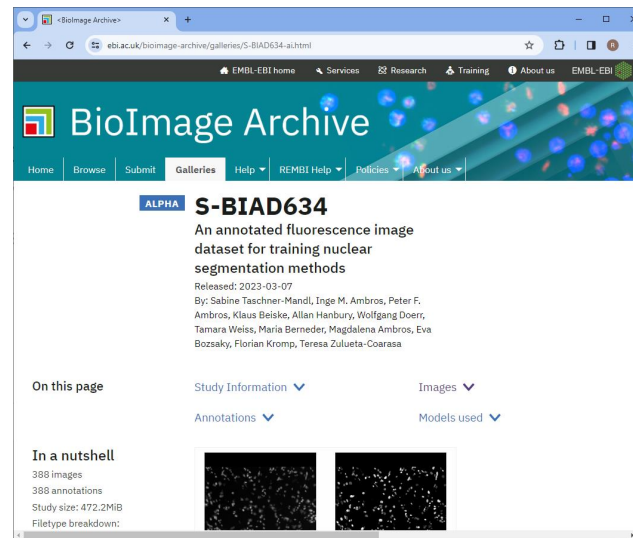 <BioImage Archive>
ebi.ac.uk/bioimage-archive/galleries/S-BIAD634-ai.html
R
EMBL-EBI home Services Research Training About us EMBL-EBI
BioImage Archive
Home Browse Submit Galleries Help REMBI Help Policies About us
ALPHA S-BIAD634
An annotated fluorescence image
dataset for training nuclear
segmentation methods
Released: 2023-03-07
By: Sabine Taschner-Mandl, Inge M. Ambros, Peter F.
Ambros, Klaus Beiske, Allan Hanbury, Wolfgang Doerr,
Tamara Weiss, Maria Berneder, Magdalena Ambros, Eva
Bozsaky, Florian Kromp, Teresa Zulueta-Coarasa
On this page Study Information Images
Annotations Models used
In a nutshell
388 images
388 annotations
Study size: 472.2MiB
Filetype breakdown: